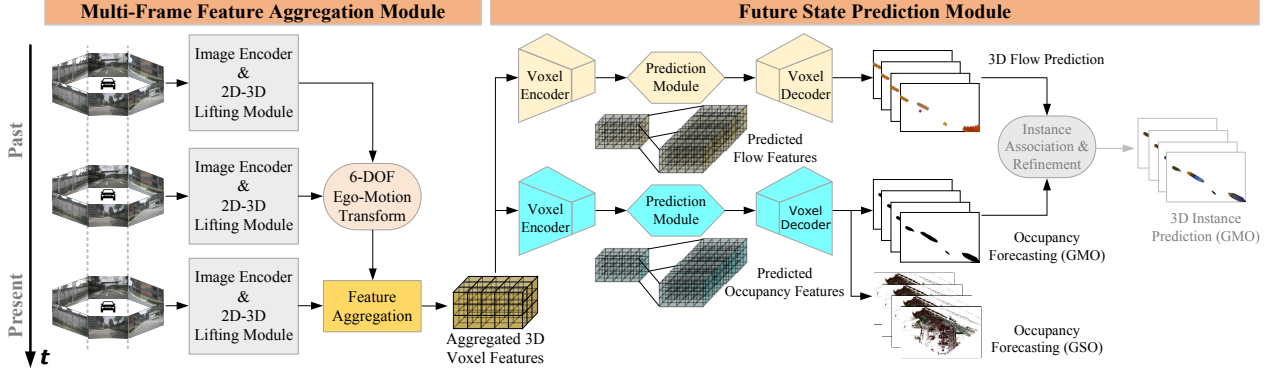 Multi-Frame Feature Aggregation Module
Future State Prediction Module
Past
Present
t
Image Encoder
&
2D-3D
Lifting Module
Image Encoder
&
2D-3D
Lifting Module
Image Encoder
&
2D-3D
Lifting Module
6-DOF
Ego-Motion
Transform
Feature
Aggregation
Aggregated 3D
Voxel Features
Voxel
Encoder
Prediction
Module
Voxel
Decoder
Predicted
Flow Features
3D Flow Prediction
Voxel
Encoder
Prediction
Module
Voxel
Decoder
Predicted
Occupancy Features
Occupancy
Forecasting (GMO)
Occupancy
Forecasting (GSO)
Instance
Association &
Refinement
3D Instance
Prediction (GMO)